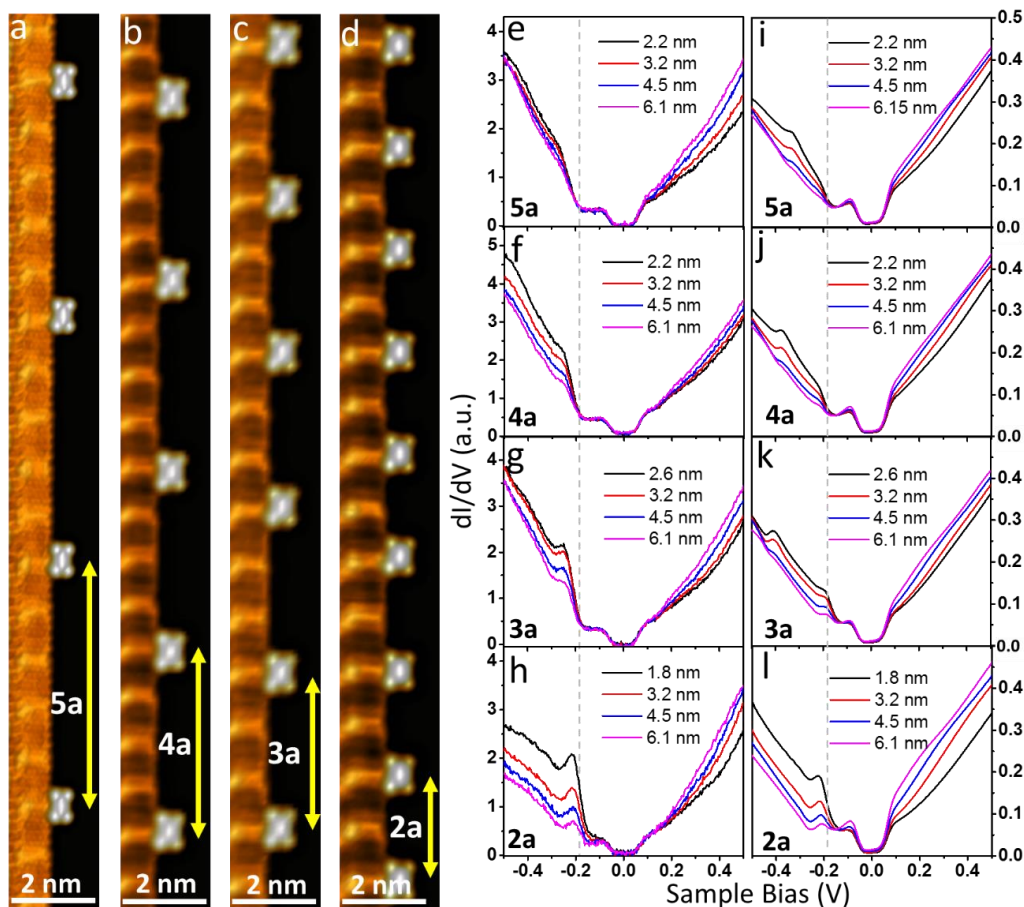 a
5a
2 nm
b
4a
2 nm
c
3a
2 nm
d
2a
2 nm
dI/dV (a.u.)
e
2.2 nm
3.2 nm
4.5 nm
6.1 nm
5a
4
3
2
1
0
f
2.2 nm
3.2 nm
4.5 nm
6.1 nm
4a
5
4
3
2
1
0
g
2.6 nm
3.2 nm
4.5 nm
6.1 nm
3a
4
3
2
1
0
h
1.8 nm
3.2 nm
4.5 nm
6.1 nm
2a
4
3
2
1
0
-0.4 -0.2 0.0 0.2 0.4
i
2.2 nm
3.2 nm
4.5 nm
6.15 nm
5a
0.5
0.4
0.3
0.2
0.1
0.0
j
2.2 nm
3.2 nm
4.5 nm
6.1 nm
4a
0.4
0.3
0.2
0.1
0.0
k
2.6 nm
3.2 nm
4.5 nm
6.1 nm
3a
0.4
0.3
0.2
0.1
0.0
l
1.8 nm
3.2 nm
4.5 nm
6.1 nm
2a
0.4
0.3
0.2
0.1
0.0
-0.4 -0.2 0.0 0.2 0.4
Sample Bias (V)